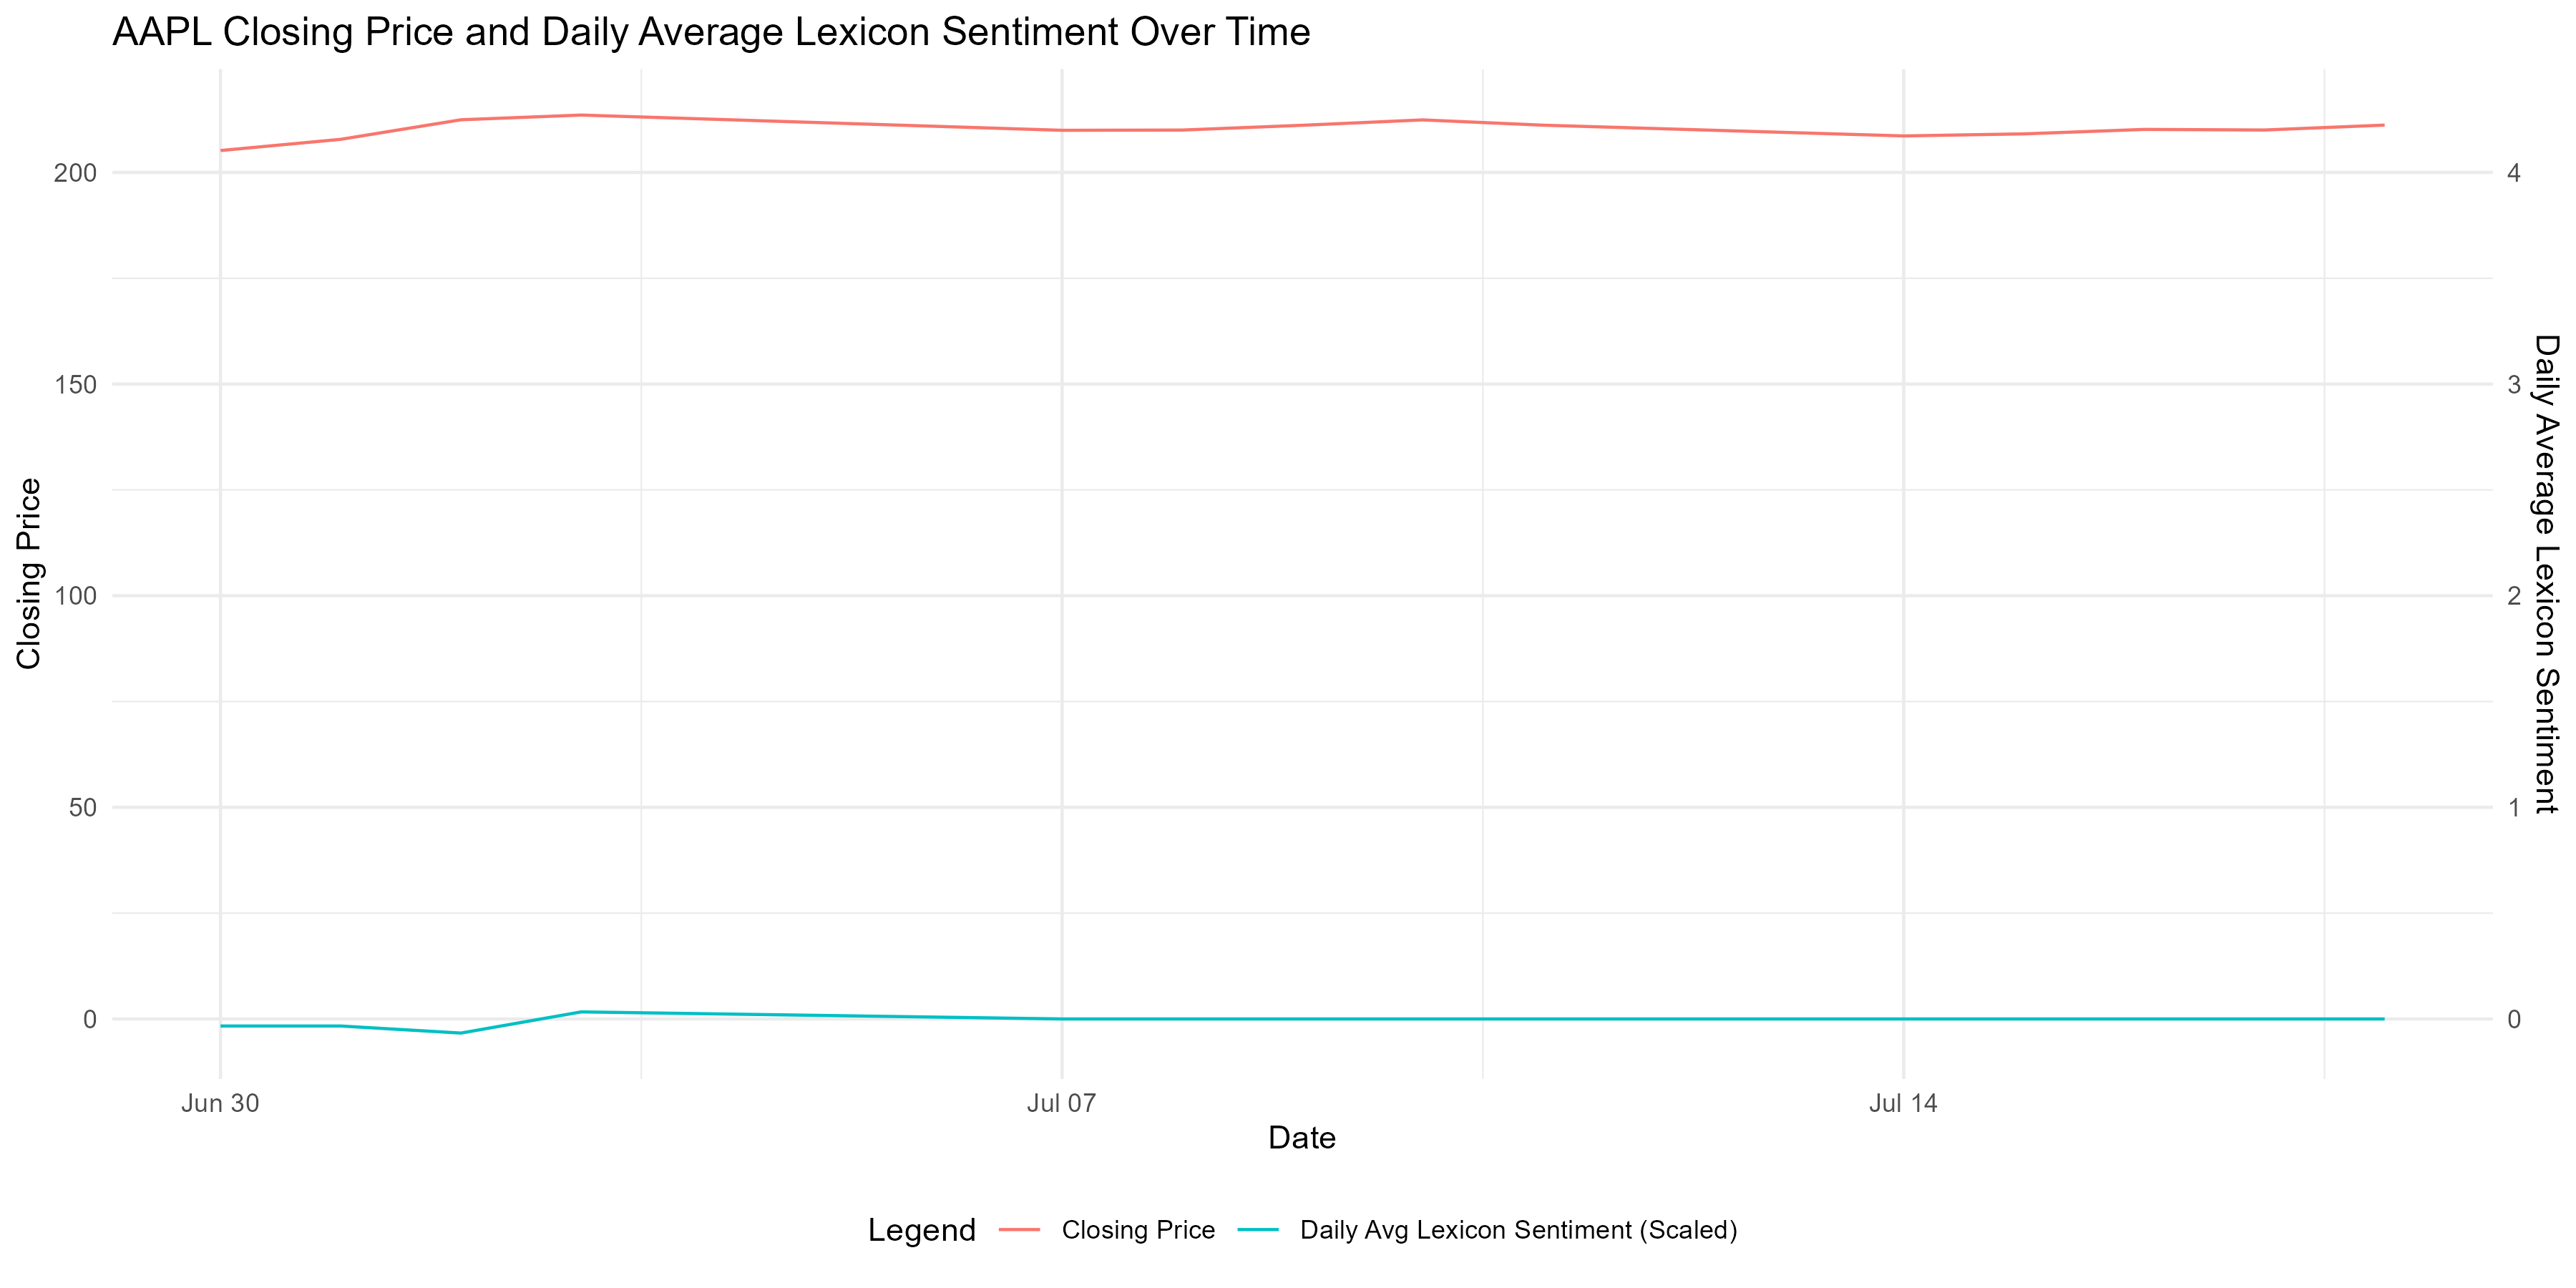 AAPL Closing Price and Daily Average Lexicon Sentiment Over Time
Closing Price
200
150
100
50
0
4
3
2
1
0
Daily Average Lexicon Sentiment
Jun 30
Jul 07
Jul 14
Date
Legend
Closing Price
Daily Avg Lexicon Sentiment (Scaled)